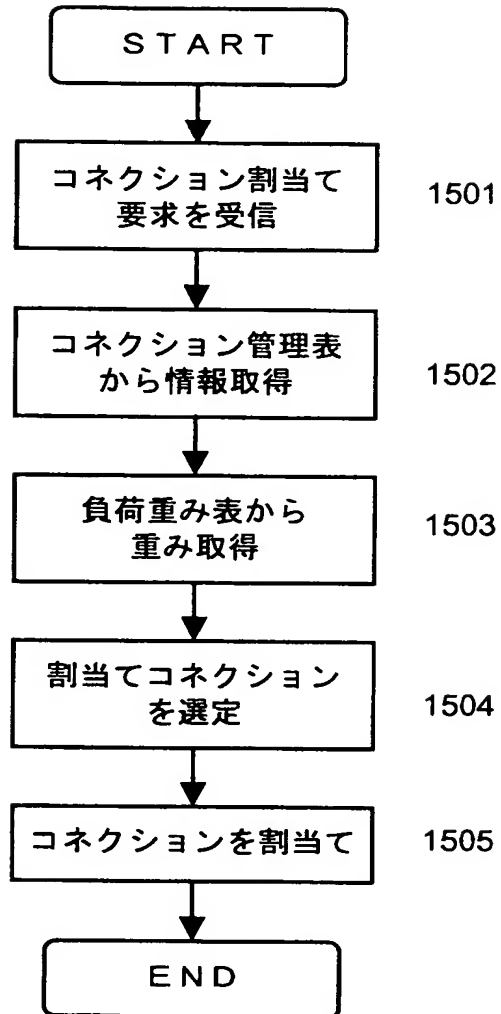 START
コネクション割当て
要求を受信
1501
コネクション管理表
から情報取得
1502
負荷重み表から
重み取得
1503
割当てコネクション
を選定
1504
コネクションを割当て
1505
END